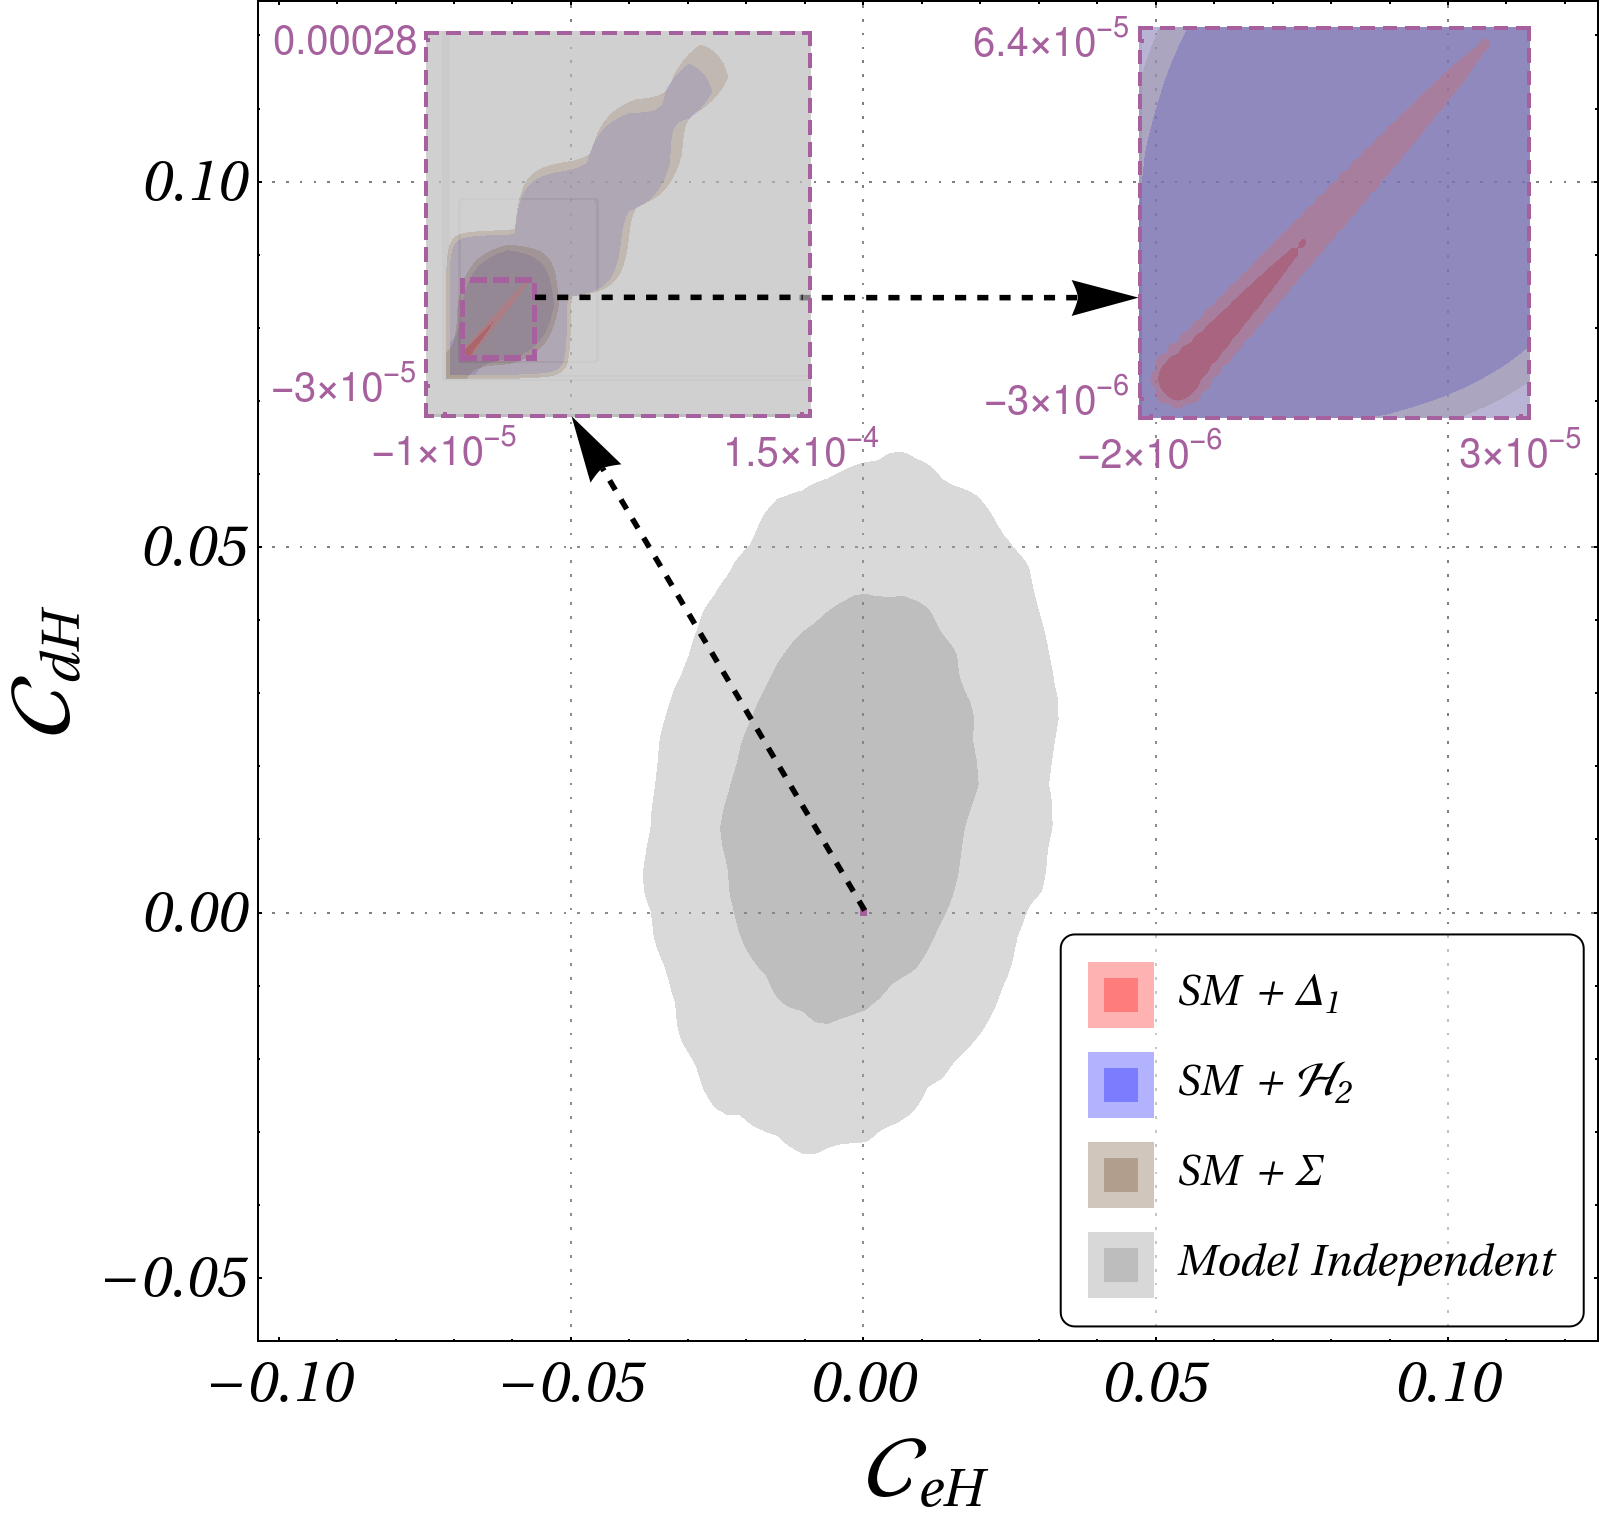 0.00028
6.4×10⁻⁵
0.10
−3×10⁻⁵
−3×10⁻⁶
−1×10⁻⁵
1.5×10⁻⁴
−2×10⁻⁶
3×10⁻⁵
0.05
C_dH
0.00
SM + Δ₁
SM + ℋ₂
SM + Σ
Model Independent
−0.05
−0.10
−0.05
0.00
0.05
0.10
C_eH